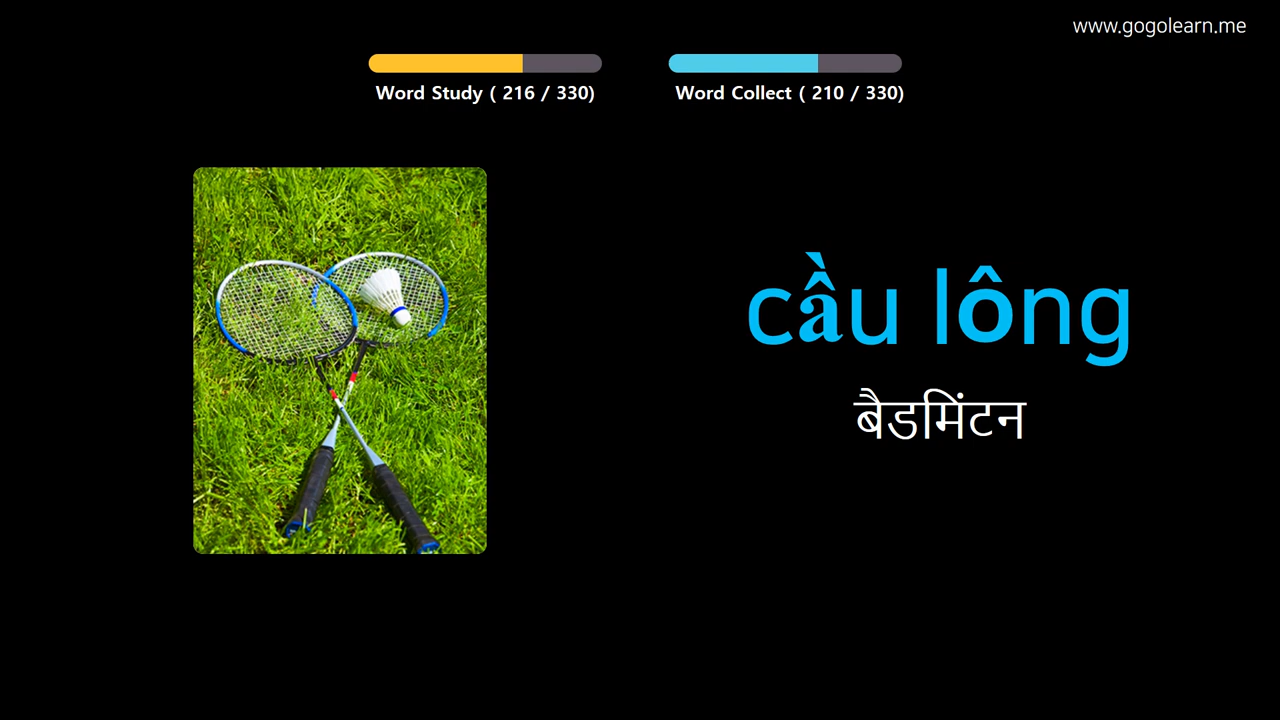 www.gogolearn.me
Word Study ( 216 / 330)
Word Collect ( 210 / 330)
cầu lông
बैडमिंटन